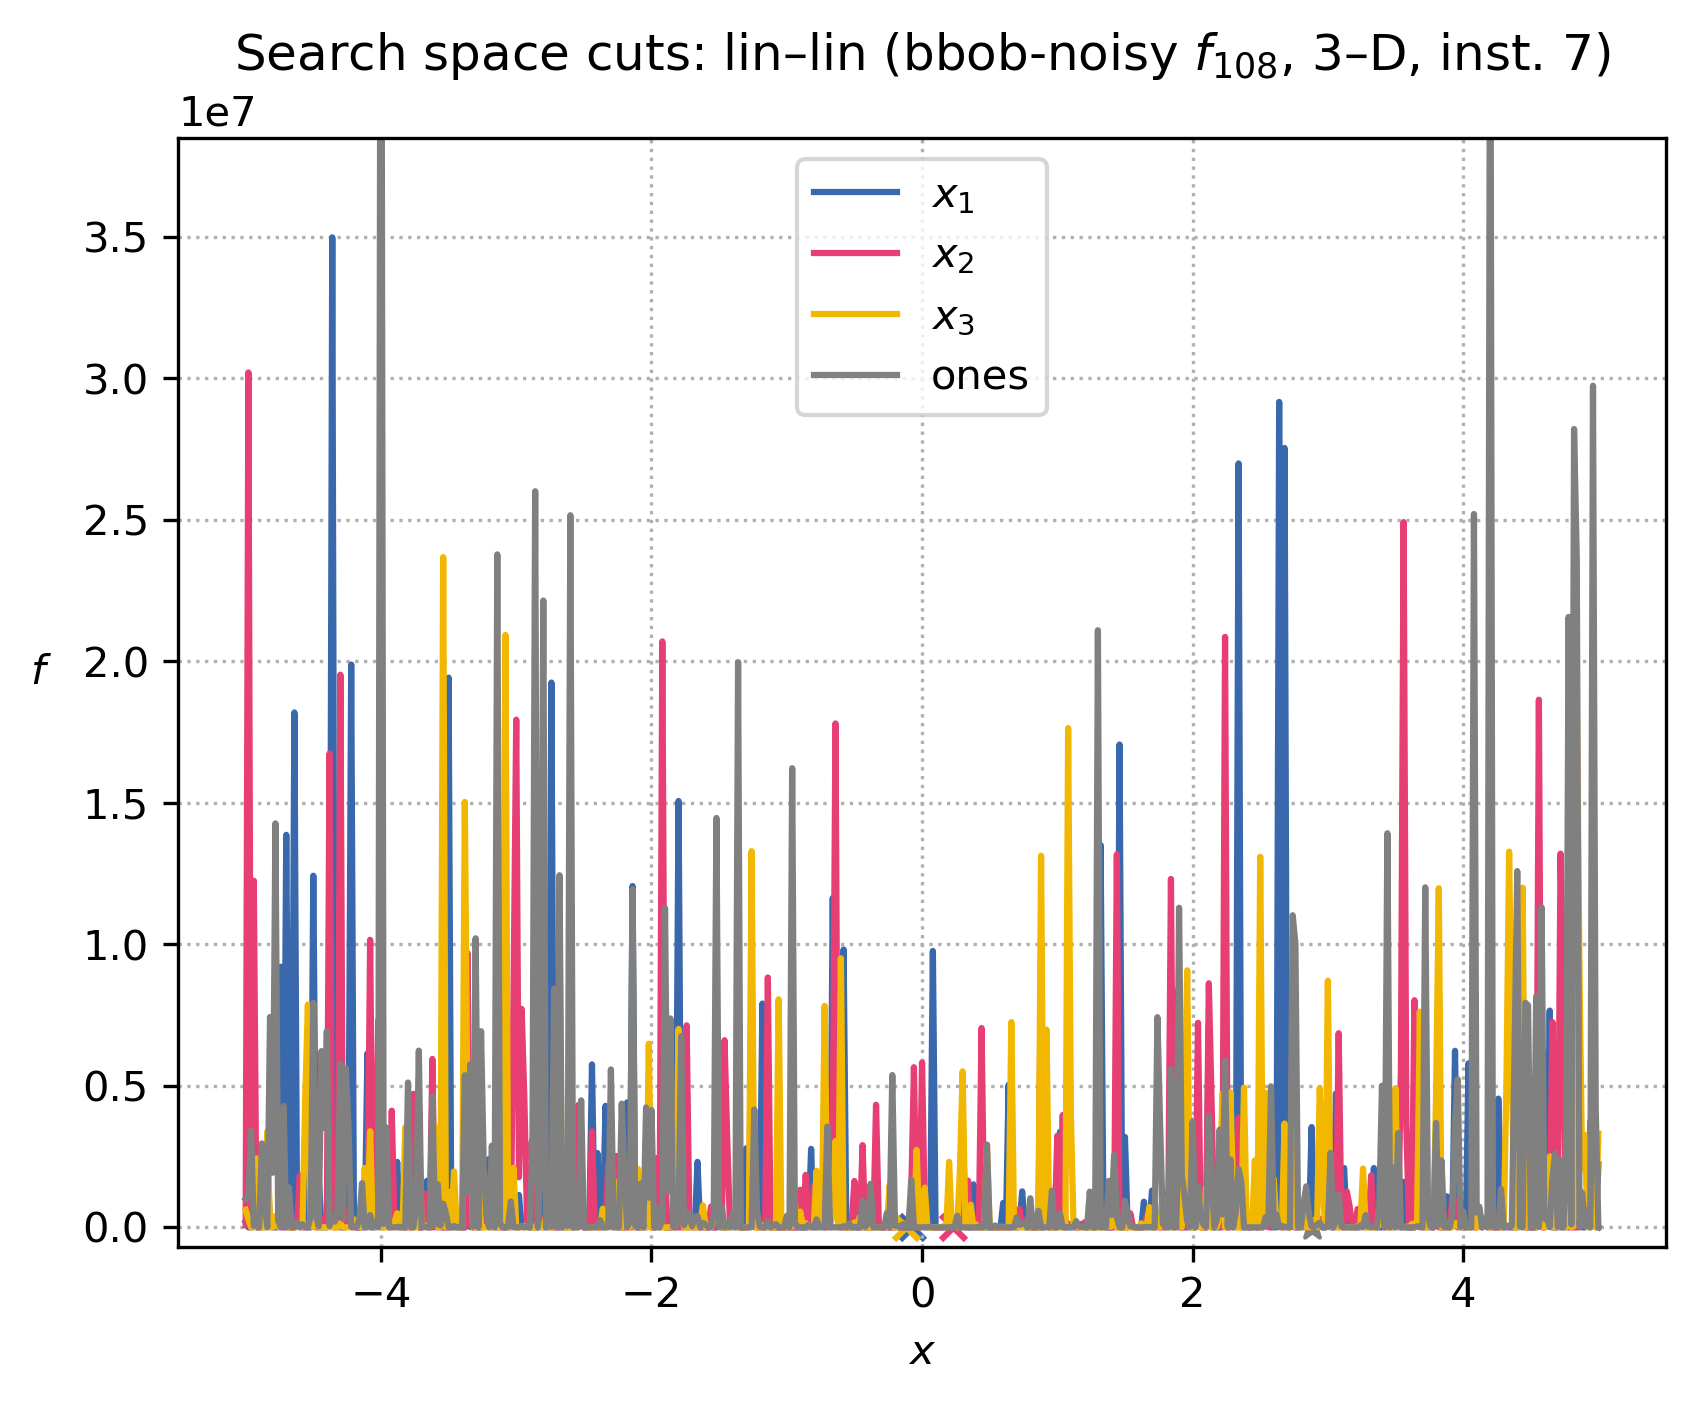 Search space cuts: lin–lin (bbob-noisy f₁₀₈, 3–D, inst. 7)
1e7
x₁
x₂
x₃
ones
3.5
3.0
2.5
2.0
1.5
1.0
0.5
0.0
f
−4
−2
0
2
4
x